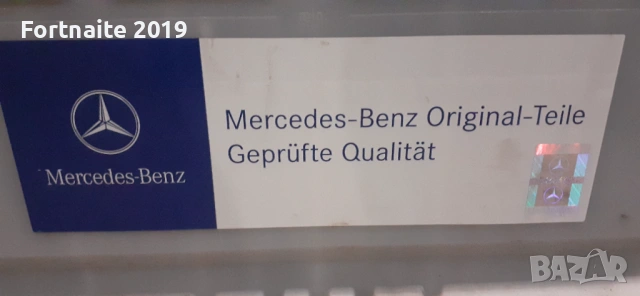 Fortnaite 2019
Mercedes-Benz Original-Teile
Geprüfte Qualität
Mercedes-Benz
BAZAR